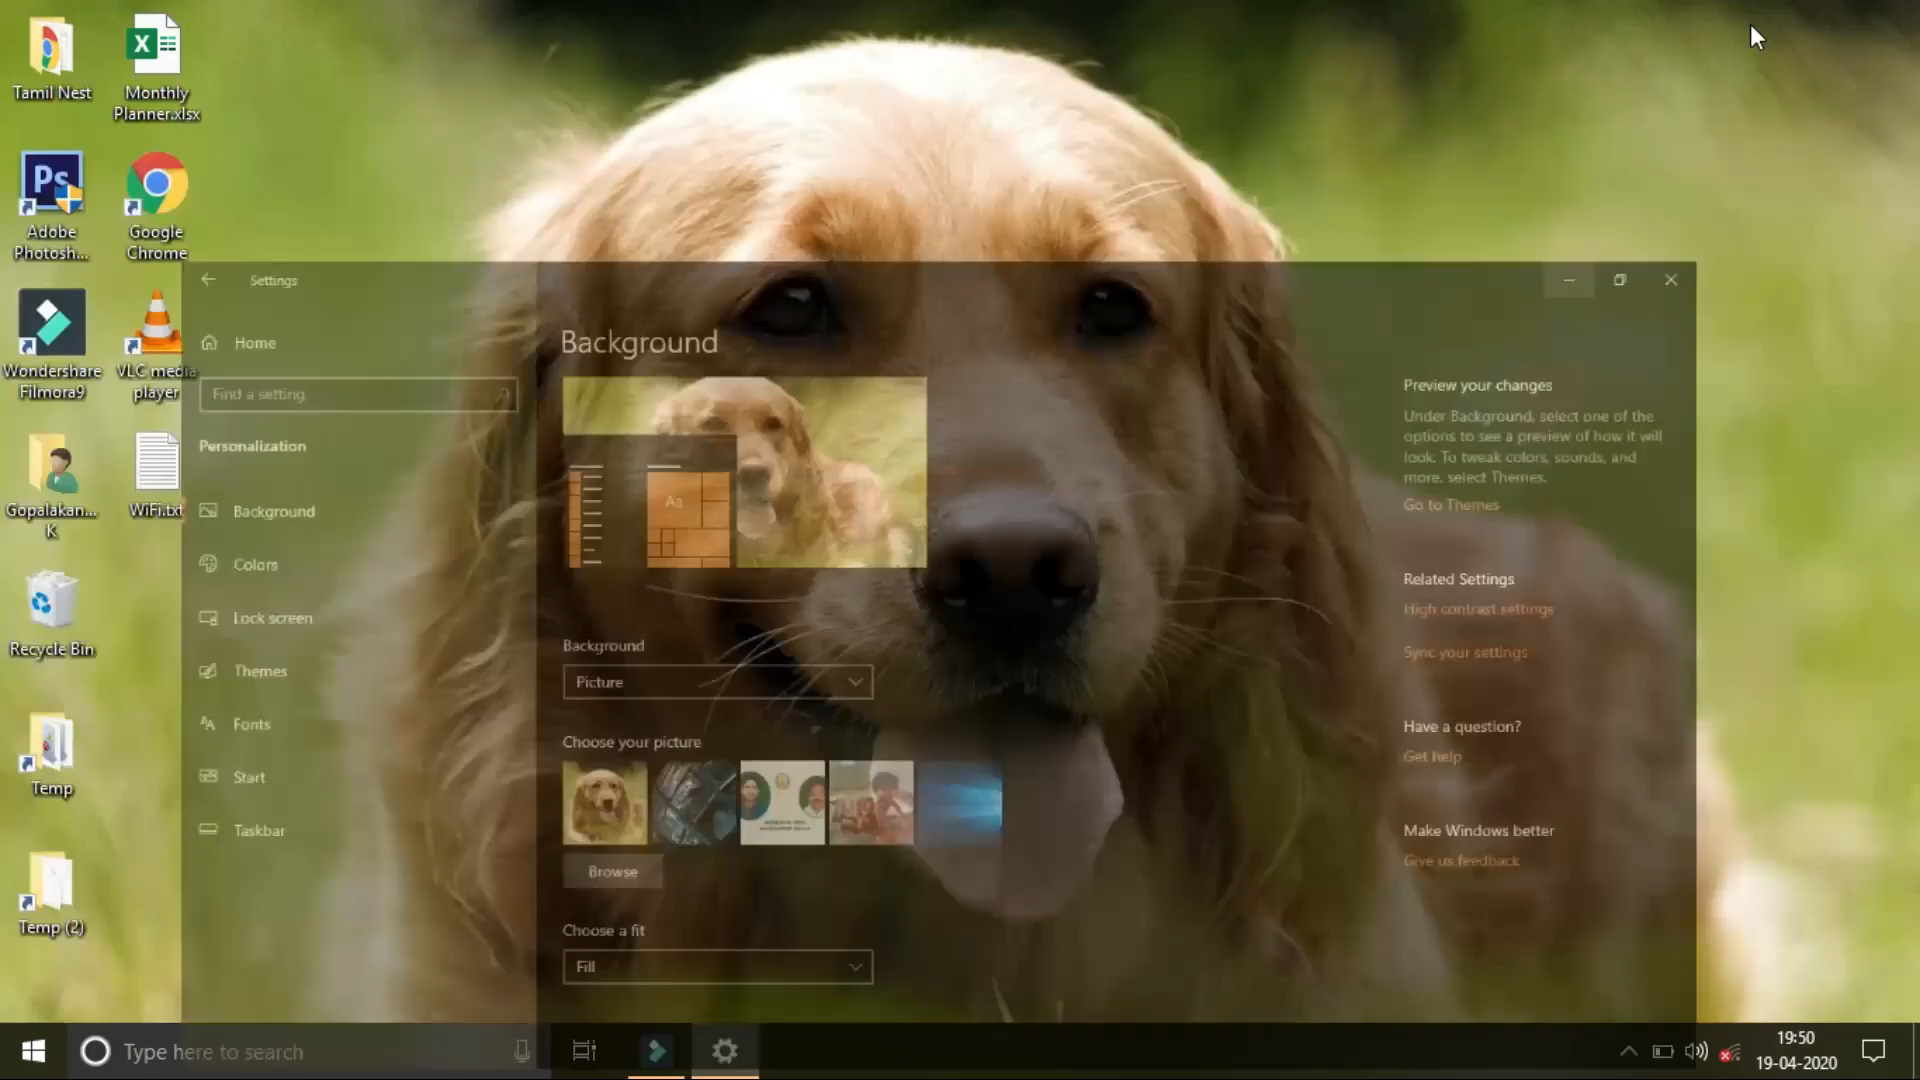 Tamil Nest
Monthly
Planner.xlsx
Ps
Adobe
Photosh...
Google
Chrome
Wondershare
Filmora9
VLC media
player
Gopalakan...
K
WiFi.txt
Recycle Bin
Temp
Temp (2)
Settings
Home
Find a setting
Personalization
Background
Colors
Lock screen
Themes
Fonts
Start
Taskbar
Background
Aa
Background
Picture
Choose your picture
Browse
Choose a fit
Fill
Preview your changes
Under Background, select one of the
options to see a preview of how it will
look. To tweak colors, sounds, and
more, select Themes.
Go to Themes
Related Settings
High contrast settings
Sync your settings
Have a question?
Get help
Make Windows better
Give us feedback
Type here to search
19:50
19-04-2020